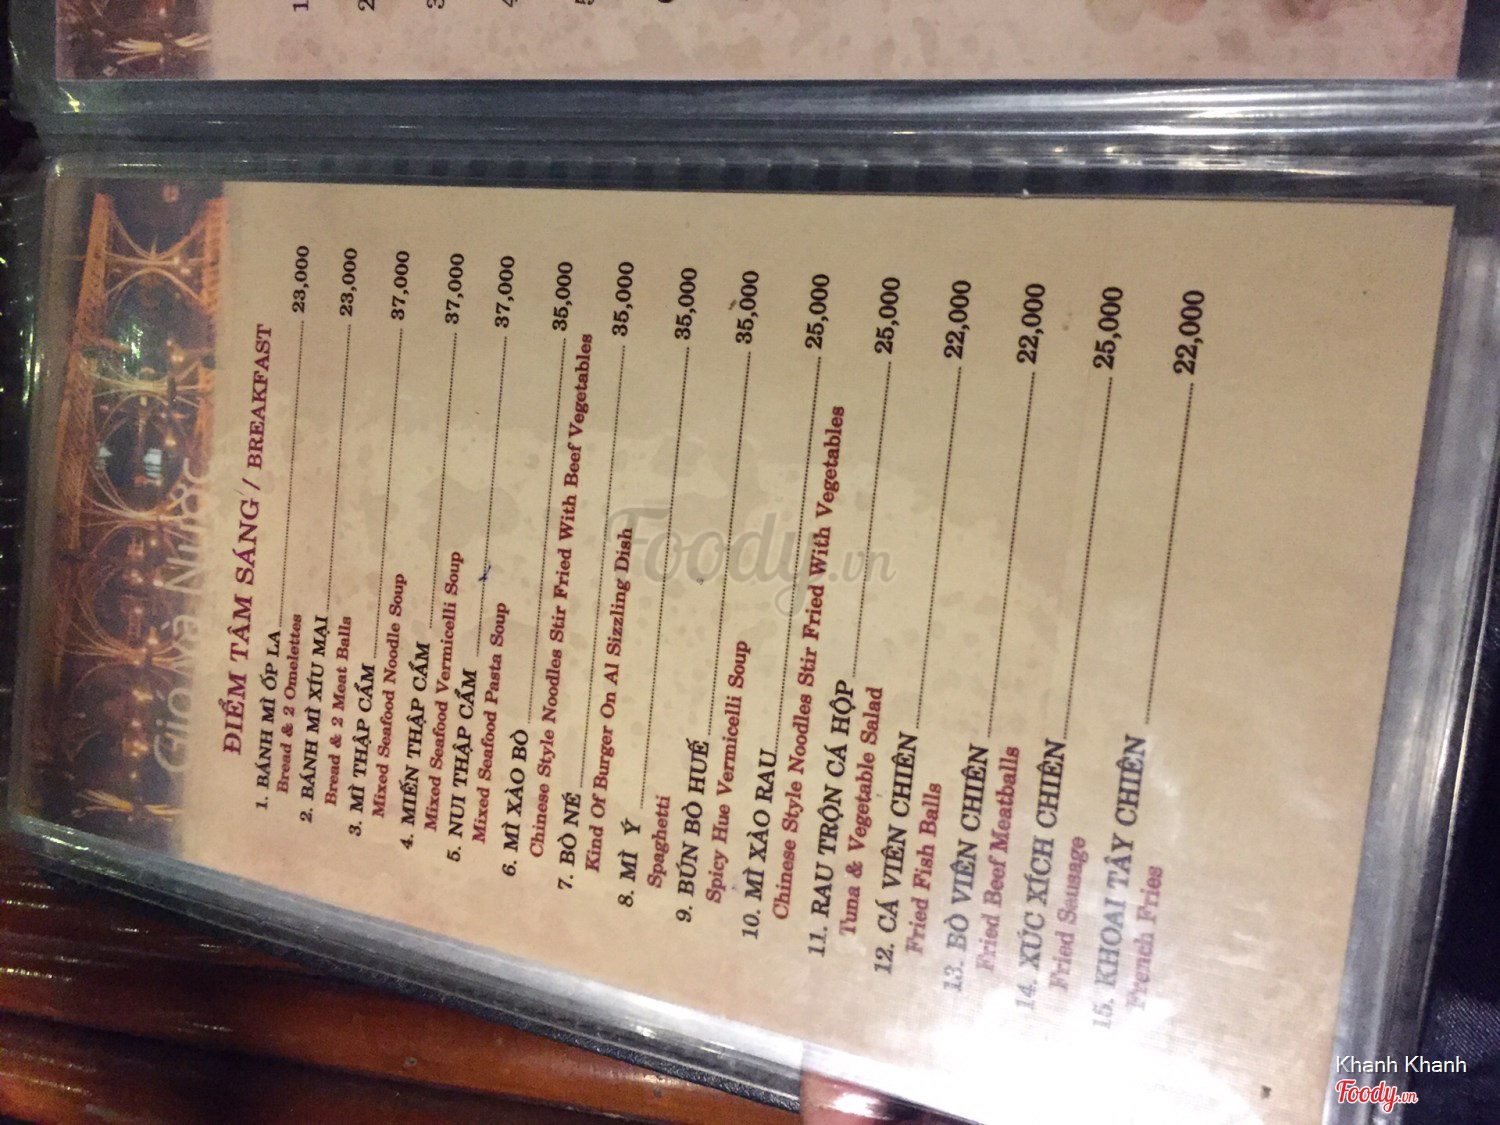 Gió Và Nước
ĐIỂM TÂM SÁNG / BREAKFAST
1. BÁNH MÌ ỐP LA 23,000
Bread & 2 Omelettes
2. BÁNH MÌ XÍU MẠI 23,000
Bread & 2 Meat Balls
3. MÌ THẬP CẨM 37,000
Mixed Seafood Noodle Soup
4. MIẾN THẬP CẨM 37,000
Mixed Seafood Vermicelli Soup
5. NUI THẬP CẨM 37,000
Mixed Seafood Pasta Soup
6. MÌ XÀO BÒ 35,000
Chinese Style Noodles Stir Fried With Beef Vegetables
7. BÒ NÉ 35,000
Kind Of Burger On Al Sizzling Dish
8. MÌ Ý 35,000
Spaghetti
9. BÚN BÒ HUẾ 35,000
Spicy Hue Vermicelli Soup
10. MÌ XÀO RAU 25,000
Chinese Style Noodles Stir Fried With Vegetables
11. RAU TRỘN CÁ HỘP 25,000
Tuna & Vegetable Salad
12. CÁ VIÊN CHIÊN 22,000
Fried Fish Balls
13. BÒ VIÊN CHIÊN 22,000
Fried Beef Meatballs
14. XÚC XÍCH CHIÊN 25,000
Fried Sausage
15. KHOAI TÂY CHIÊN 22,000
French Fries
Foody.vn
Khanh Khanh
Foody.vn